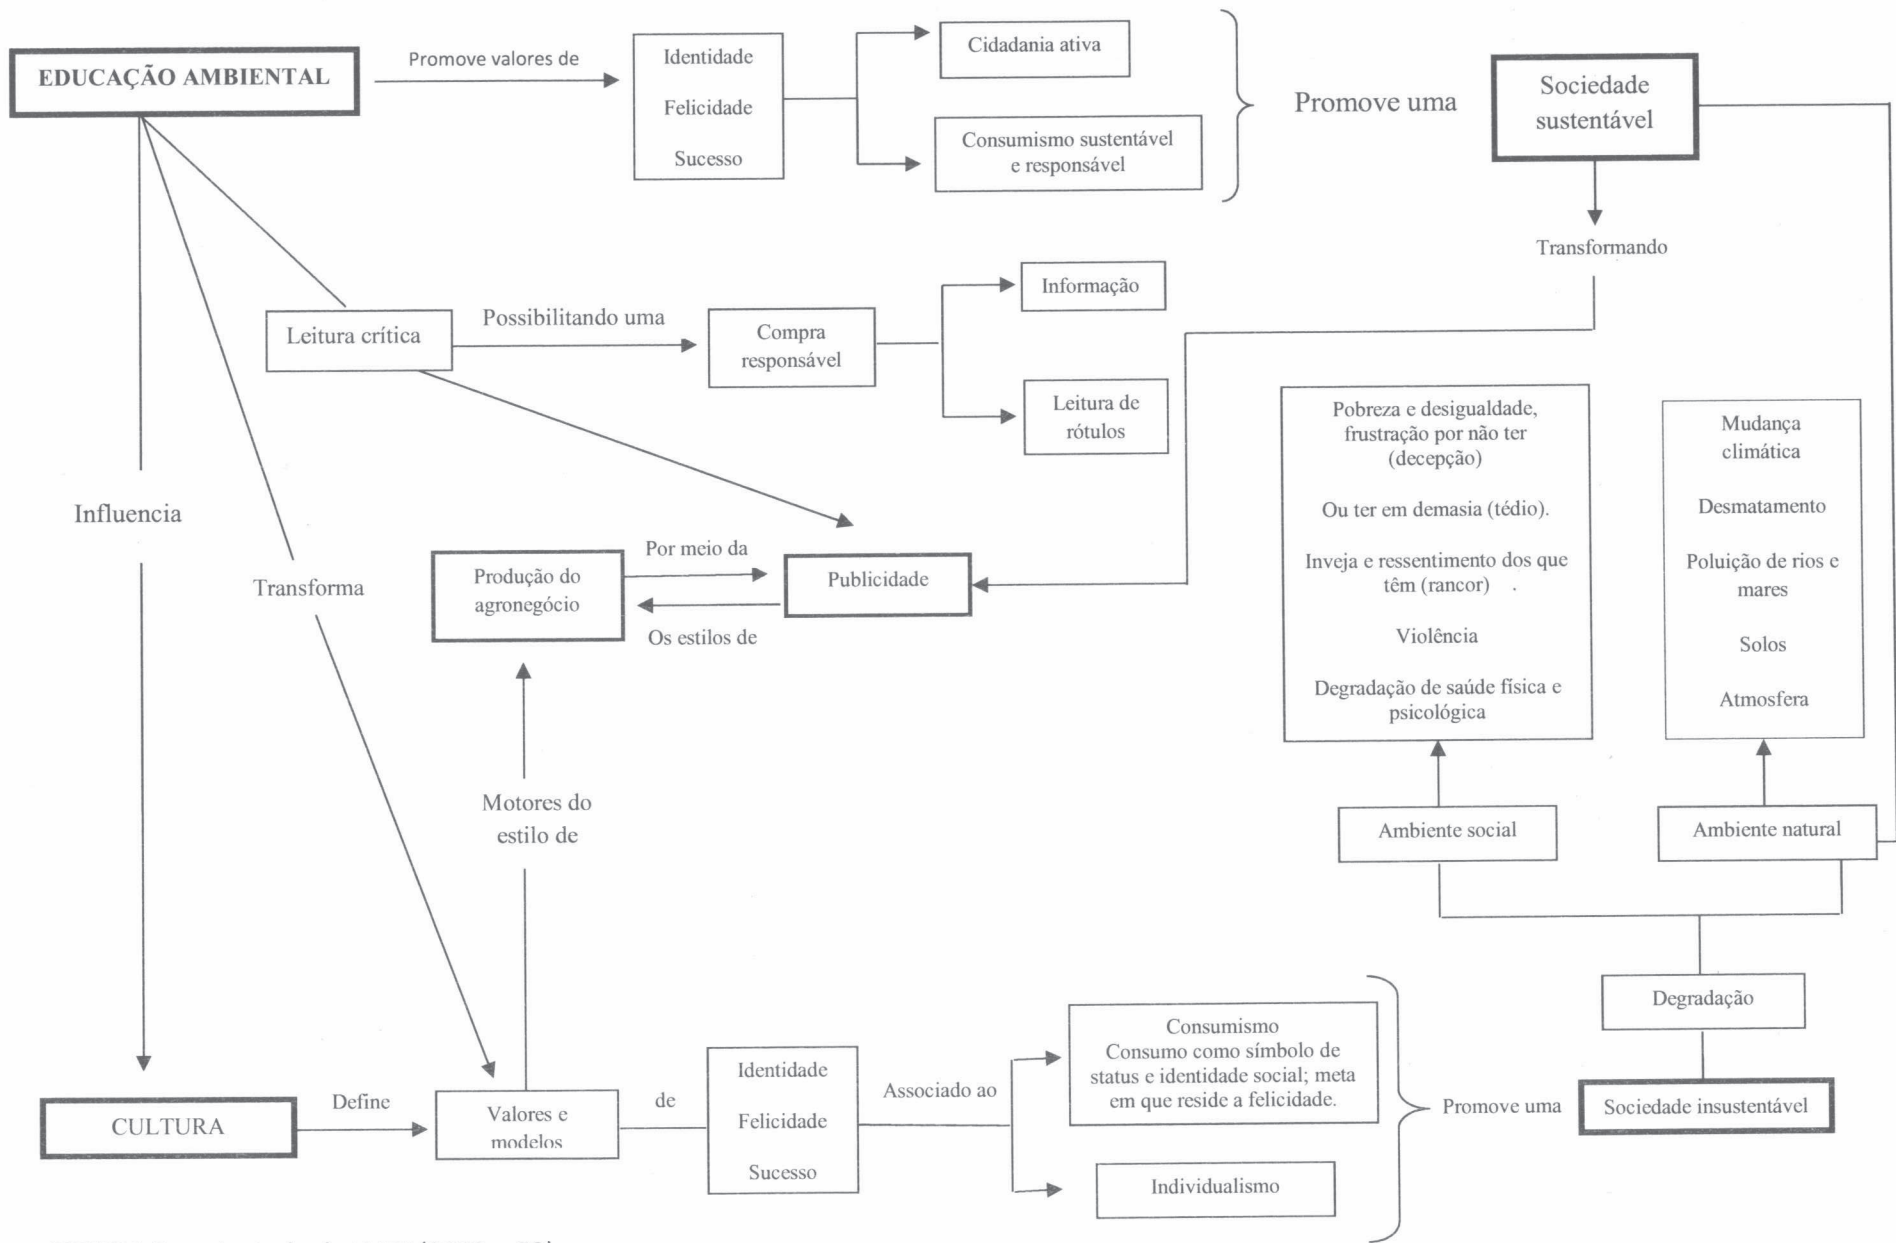 EDUCAÇÃO AMBIENTAL
Promove valores de
Identidade
Felicidade
Sucesso
Cidadania ativa
Consumismo sustentável
e responsável
Promove uma
Sociedade
sustentável
Transformando
Leitura crítica
Possibilitando uma
Compra
responsável
Informação
Leitura de
rótulos
Influencia
Transforma
Produção do
agronegócio
Por meio da
Os estilos de
Publicidade
Pobreza e desigualdade,
frustração por não ter
(decepção)
Ou ter em demasia (tédio).
Inveja e ressentimento dos que
têm (rancor) .
Violência
Degradação de saúde física e
psicológica
Mudança
climática
Desmatamento
Poluição de rios e
mares
Solos
Atmosfera
Motores do
estilo de
Ambiente social
Ambiente natural
Degradação
CULTURA
Define
Valores e
modelos
de
Identidade
Felicidade
Sucesso
Associado ao
Consumismo
Consumo como símbolo de
status e identidade social; meta
em que reside a felicidade.
Individualismo
Promove uma
Sociedade insustentável